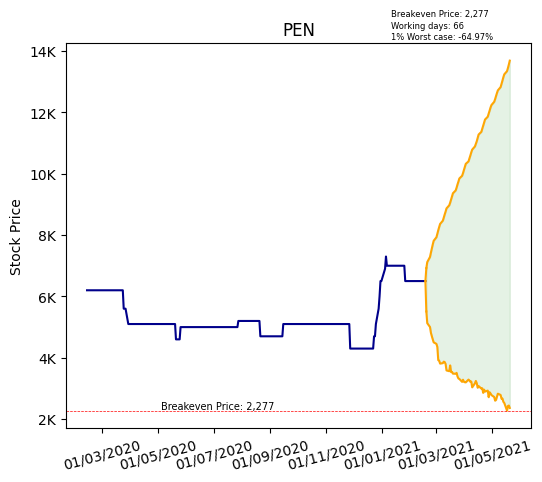 Breakeven Price: 2,277
Working days: 66
1% Worst case: -64.97%
PEN
14K
12K
10K
8K
6K
4K
2K
Stock Price
Breakeven Price: 2,277
01/03/2020
01/05/2020
01/07/2020
01/09/2020
01/11/2020
01/01/2021
01/03/2021
01/05/2021